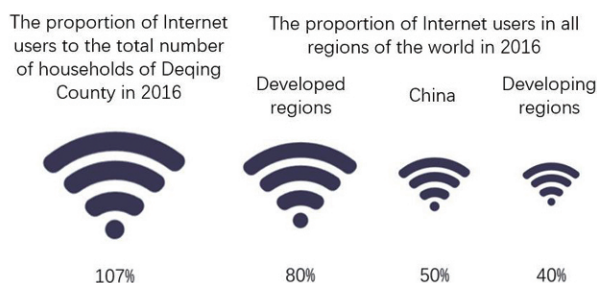 The proportion of Internet
users to the total number
of households of Deqing
County in 2016
The proportion of Internet users in all
regions of the world in 2016
Developed
regions
China
Developing
regions
107%
80%
50%
40%